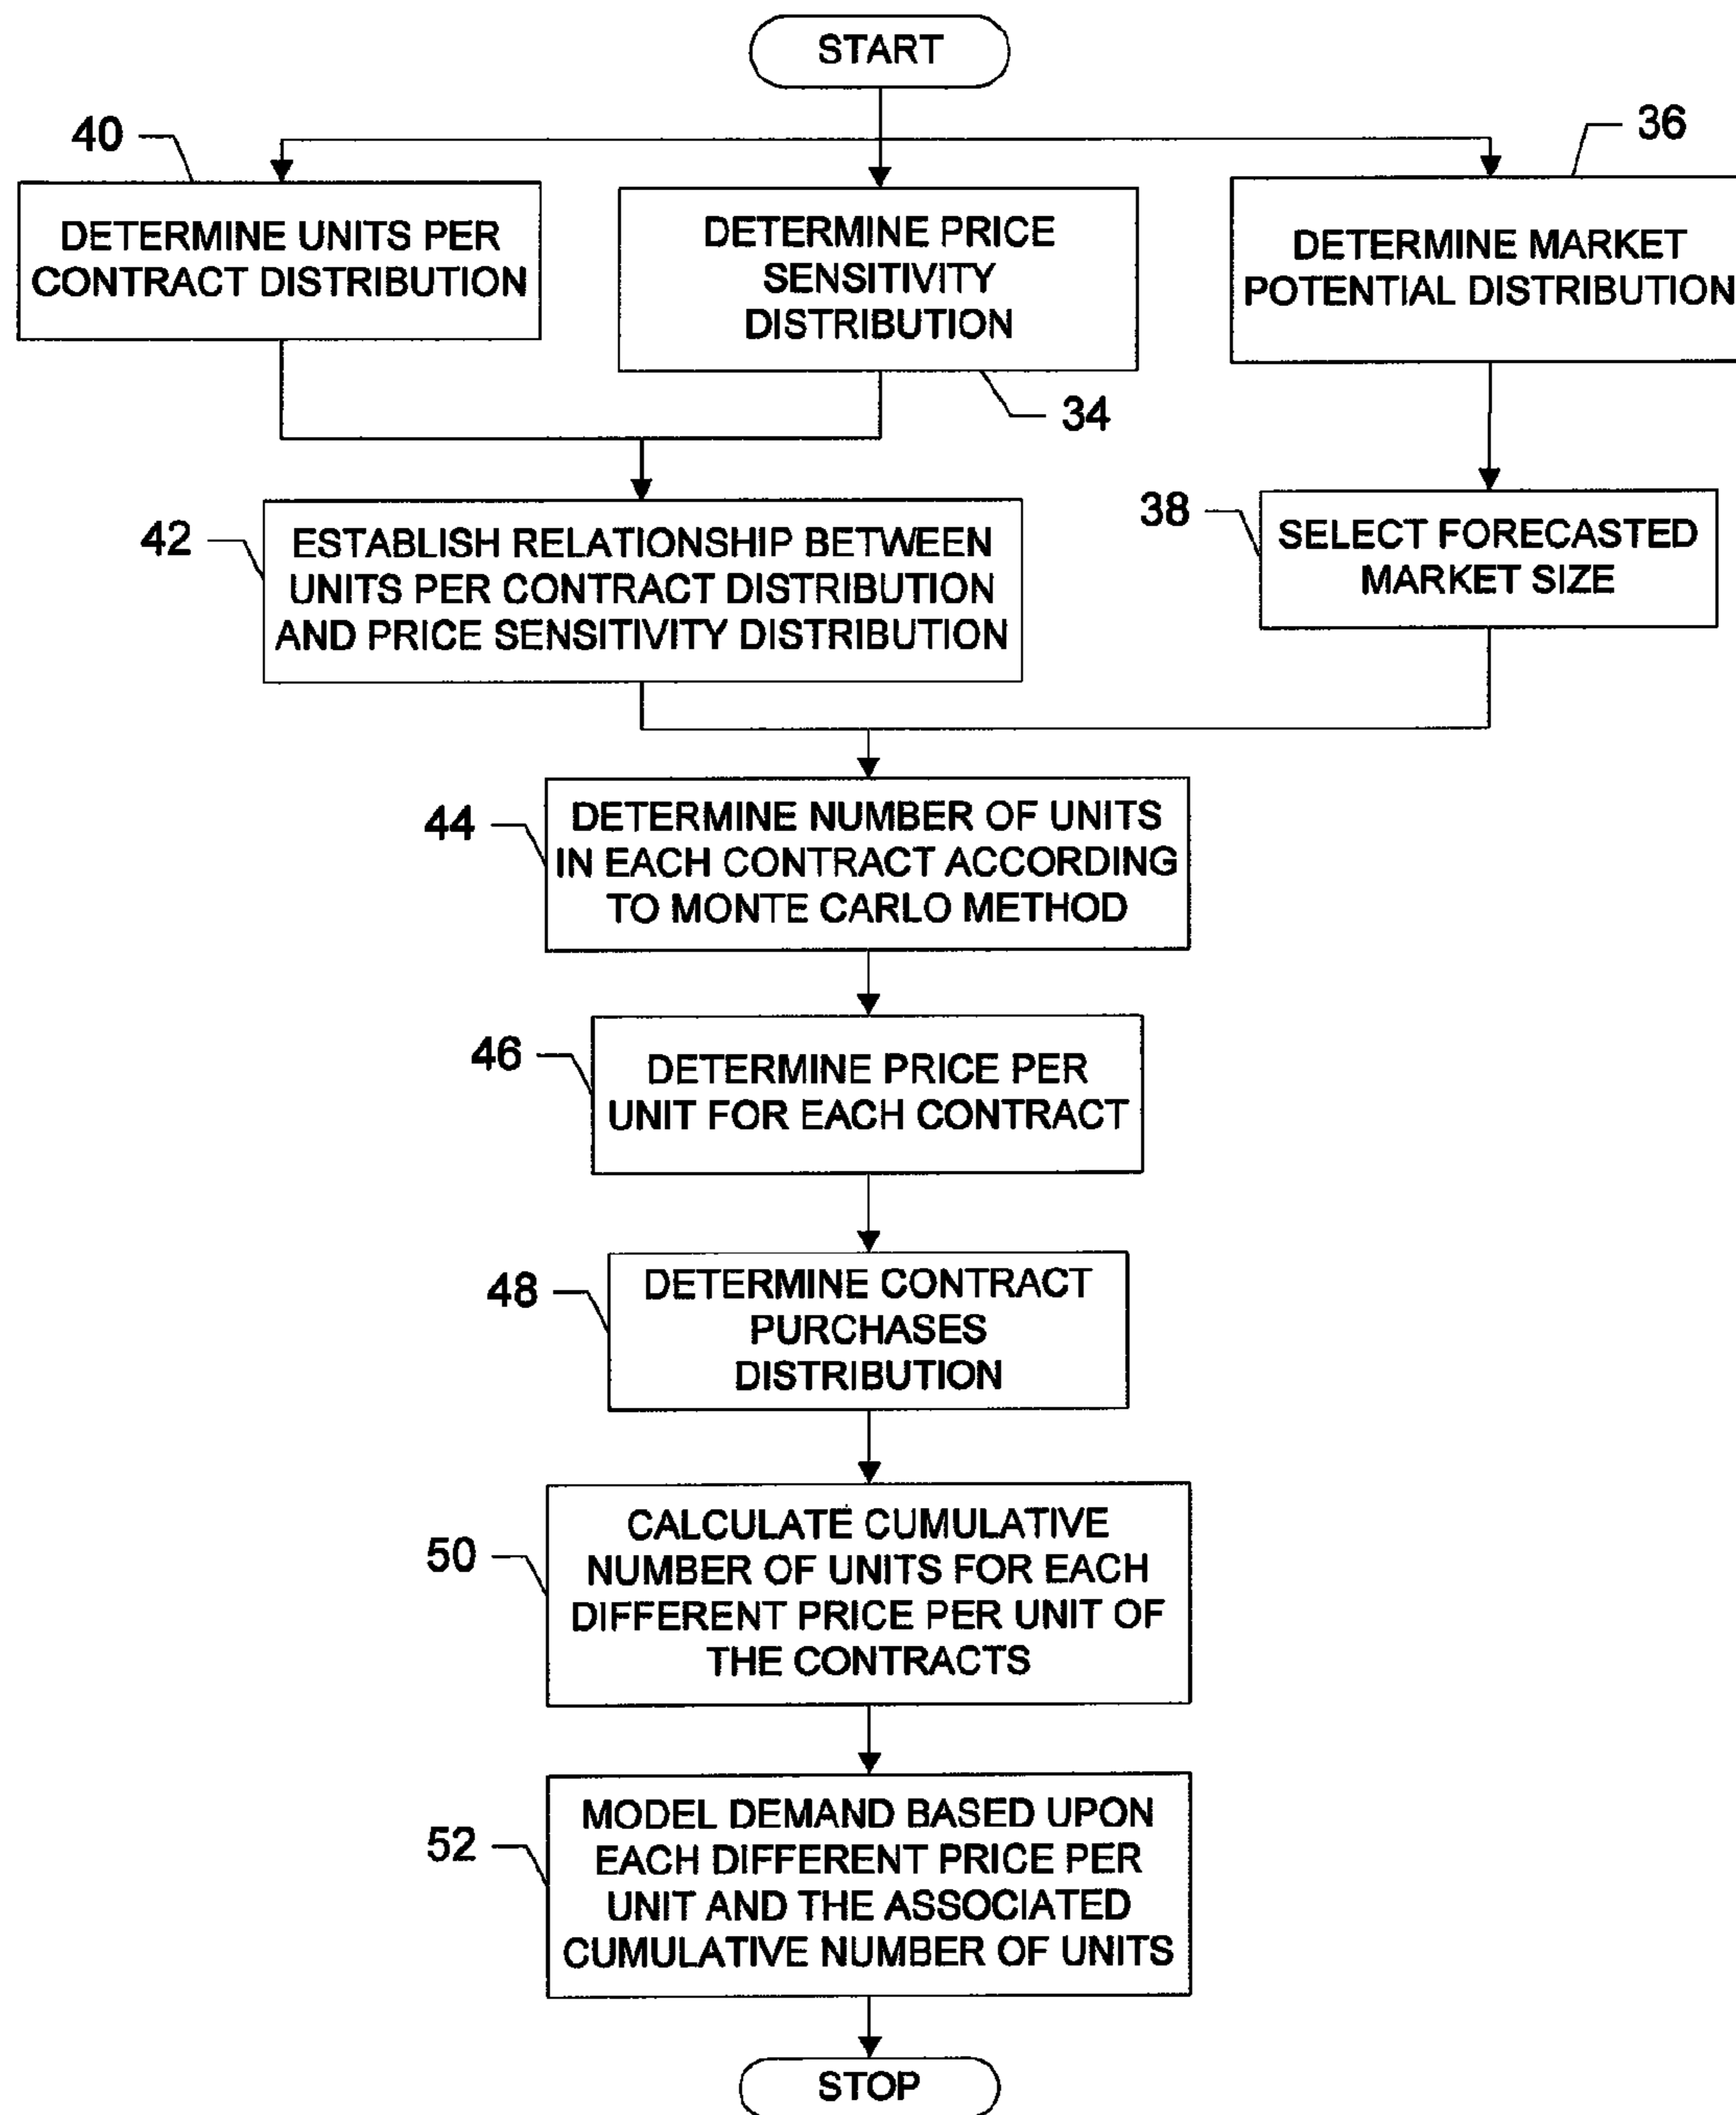 START
40
36
DETERMINE UNITS PER
CONTRACT DISTRIBUTION
DETERMINE PRICE
SENSITIVITY
DISTRIBUTION
DETERMINE MARKET
POTENTIAL DISTRIBUTION
34
42
ESTABLISH RELATIONSHIP BETWEEN
UNITS PER CONTRACT DISTRIBUTION
AND PRICE SENSITIVITY DISTRIBUTION
38
SELECT FORECASTED
MARKET SIZE
44
DETERMINE NUMBER OF UNITS
IN EACH CONTRACT ACCORDING
TO MONTE CARLO METHOD
46
DETERMINE PRICE PER
UNIT FOR EACH CONTRACT
48
DETERMINE CONTRACT
PURCHASES
DISTRIBUTION
50
CALCULATE CUMULATIVE
NUMBER OF UNITS FOR EACH
DIFFERENT PRICE PER UNIT OF
THE CONTRACTS
52
MODEL DEMAND BASED UPON
EACH DIFFERENT PRICE PER
UNIT AND THE ASSOCIATED
CUMULATIVE NUMBER OF UNITS
STOP